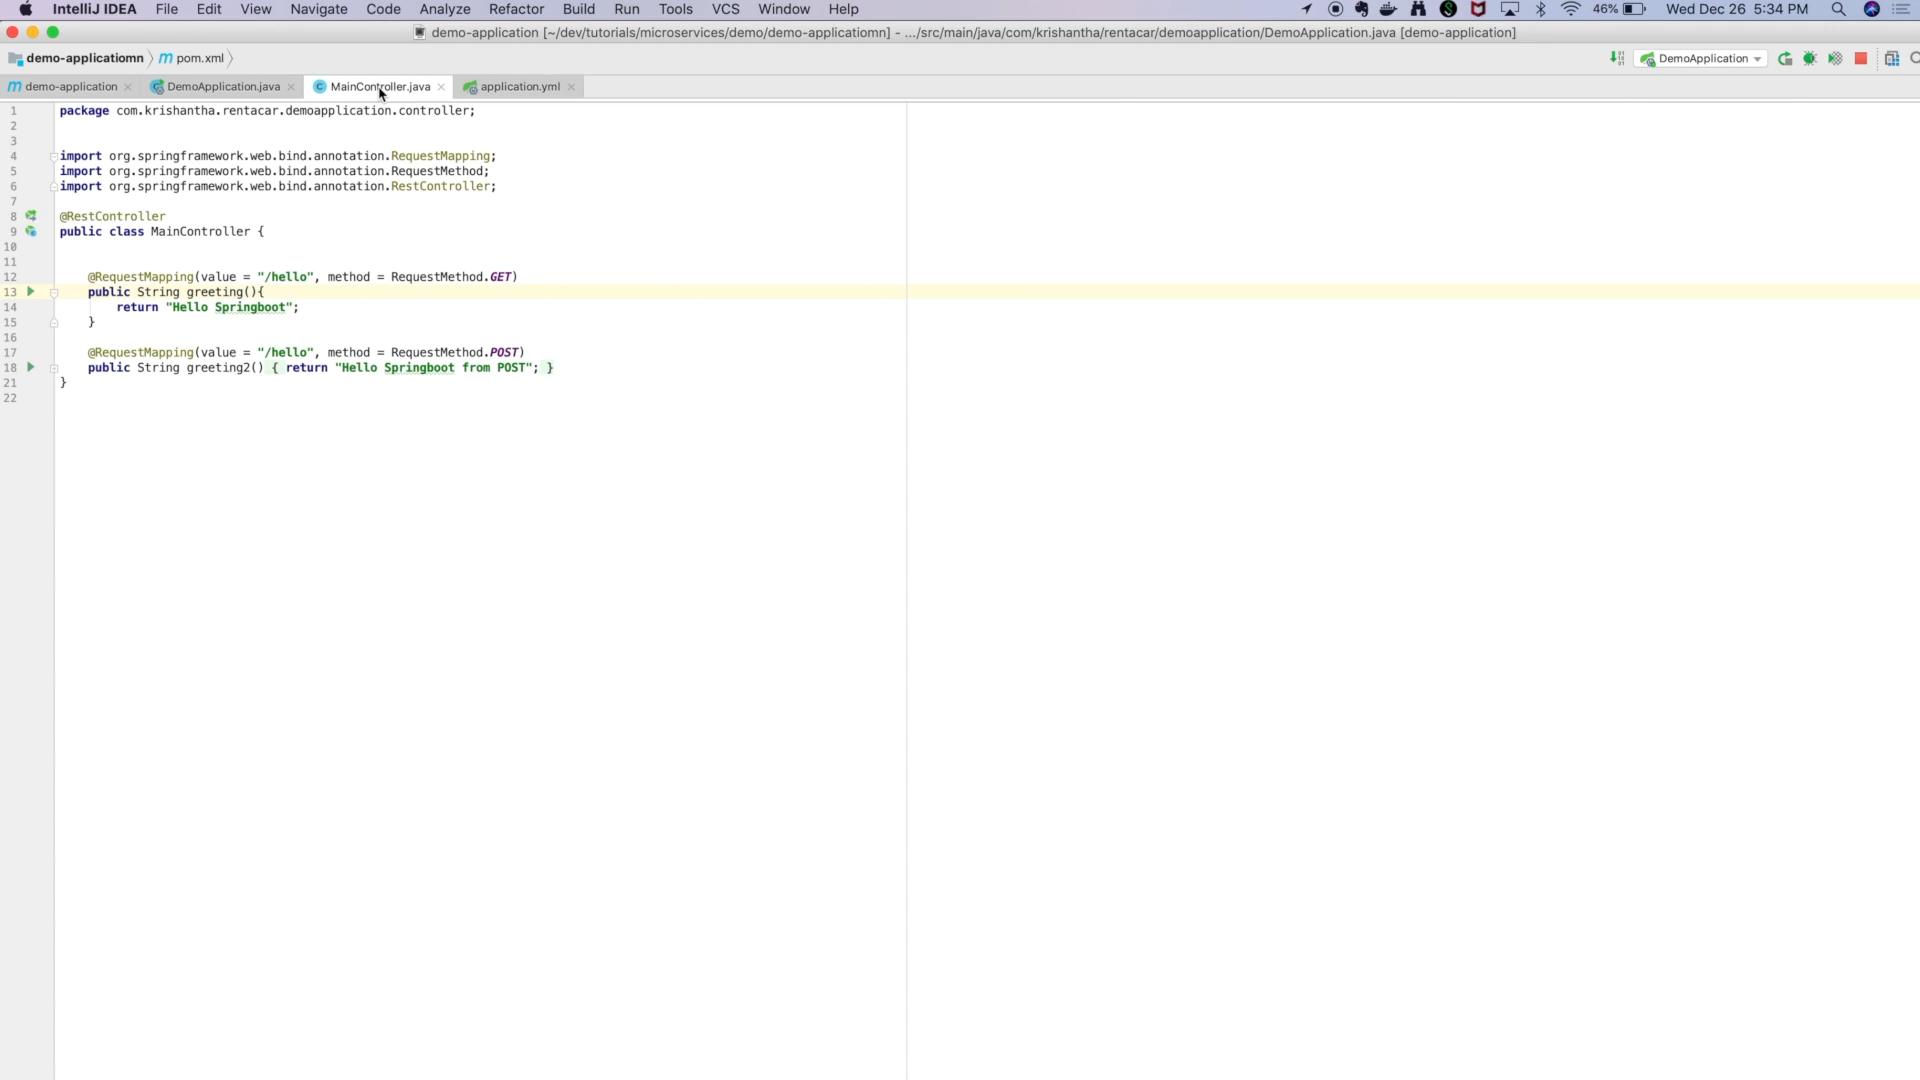 IntelliJ IDEA File Edit View Navigate Code Analyze Refactor Build Run Tools VCS Window Help 46% Wed Dec 26 5:34 PM
demo-application [~/dev/tutorials/microservices/demo/demo-applicatiomn] - .../src/main/java/com/krishantha/rentacar/demoapplication/DemoApplication.java [demo-application]
demo-applicatiomn m pom.xml DemoApplication
m demo-application DemoApplication.java MainController.java application.yml
1 package com.krishantha.rentacar.demoapplication.controller;
2
3
4 import org.springframework.web.bind.annotation.RequestMapping;
5 import org.springframework.web.bind.annotation.RequestMethod;
6 import org.springframework.web.bind.annotation.RestController;
7
8 @RestController
9 public class MainController {
10
11
12 @RequestMapping(value = "/hello", method = RequestMethod.GET)
13 public String greeting(){
14 return "Hello Springboot";
15 }
16
17 @RequestMapping(value = "/hello", method = RequestMethod.POST)
18 public String greeting2() { return "Hello Springboot from POST"; }
21 }
22